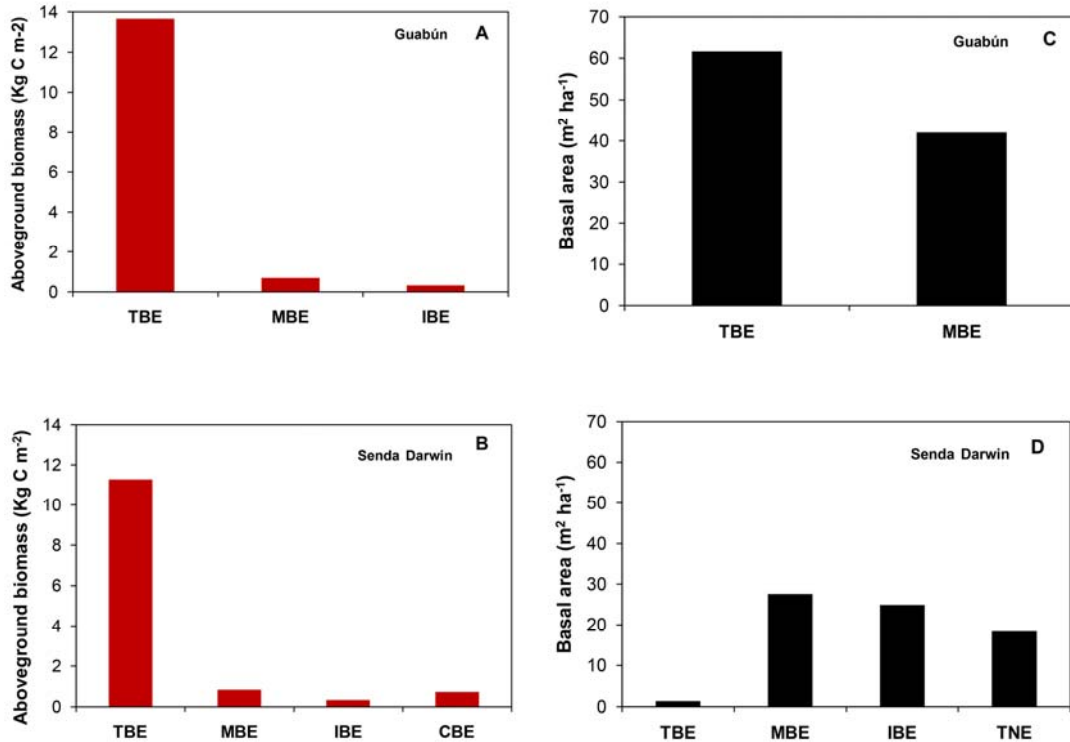 Aboveground biomass (Kg C m-2)
14
12
10
8
6
4
2
0
Guabún
A
TBE
MBE
IBE
Basal area (m² ha⁻¹)
70
60
50
40
30
20
10
0
Guabún
C
TBE
MBE
Aboveground biomass (Kg C m⁻²)
14
12
10
8
6
4
2
0
Senda Darwin
B
TBE
MBE
IBE
CBE
Basal area (m² ha⁻¹)
70
60
50
40
30
20
10
0
Senda Darwin
D
TBE
MBE
IBE
TNE